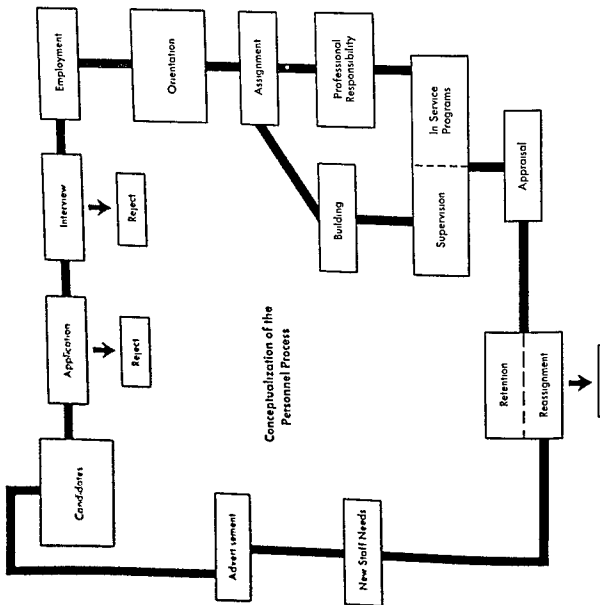 Conceptualization of the
Personnel Process
Candidates
Application
Reject
Interview
Reject
Employment
Orientation
Assignment
Building
Professional
Responsibility
Supervision
In Service
Programs
Appraisal
Retention
Reassignment
New Staff Needs
Advertisement